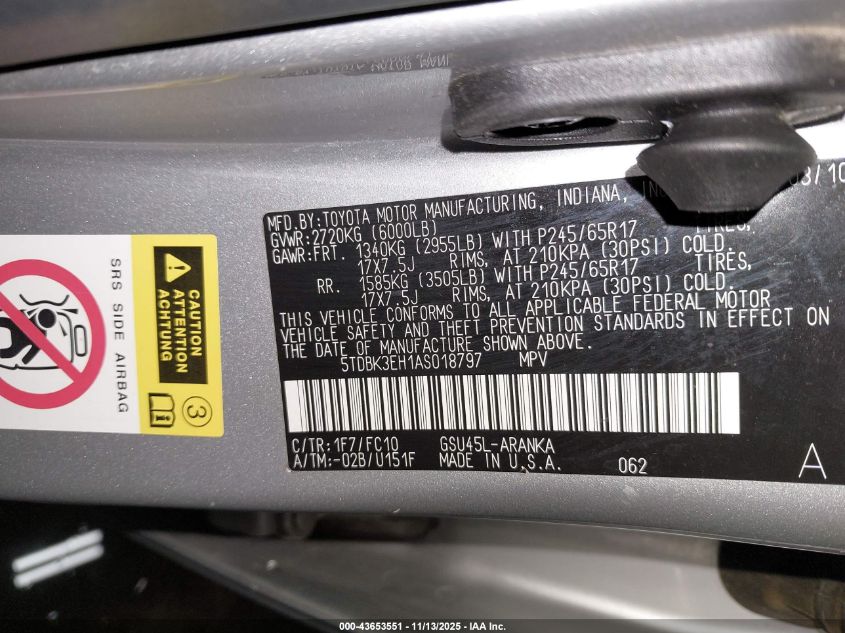 MFD. BY: TOYOTA MOTOR MANUFACTURING, INDIANA, 03/10
GVWR: 2720KG (6000LB)
GAWR: FRT. 1340KG (2955LB) WITH P245/65R17 TIRES,
17X7.5J RIMS, AT 210KPA (30PSI) COLD.
RR. 1585KG (3505LB) WITH P245/65R17 TIRES,
17X7.5J RIMS, AT 210KPA (30PSI) COLD.
THIS VEHICLE CONFORMS TO ALL APPLICABLE FEDERAL MOTOR
VEHICLE SAFETY AND THEFT PREVENTION STANDARDS IN EFFECT ON
THE DATE OF MANUFACTURE SHOWN ABOVE.
5TDBK3EH1AS018797 MPV
C/TR: 1F7/FC10 GSU45L-ARANKA
A/TM: -02B/U151F MADE IN U.S.A. 062 A
SRS SIDE AIRBAG
CAUTION
ATTENTION
ACHTUNG
3
000-43653551 - 11/13/2025 - IAA Inc.